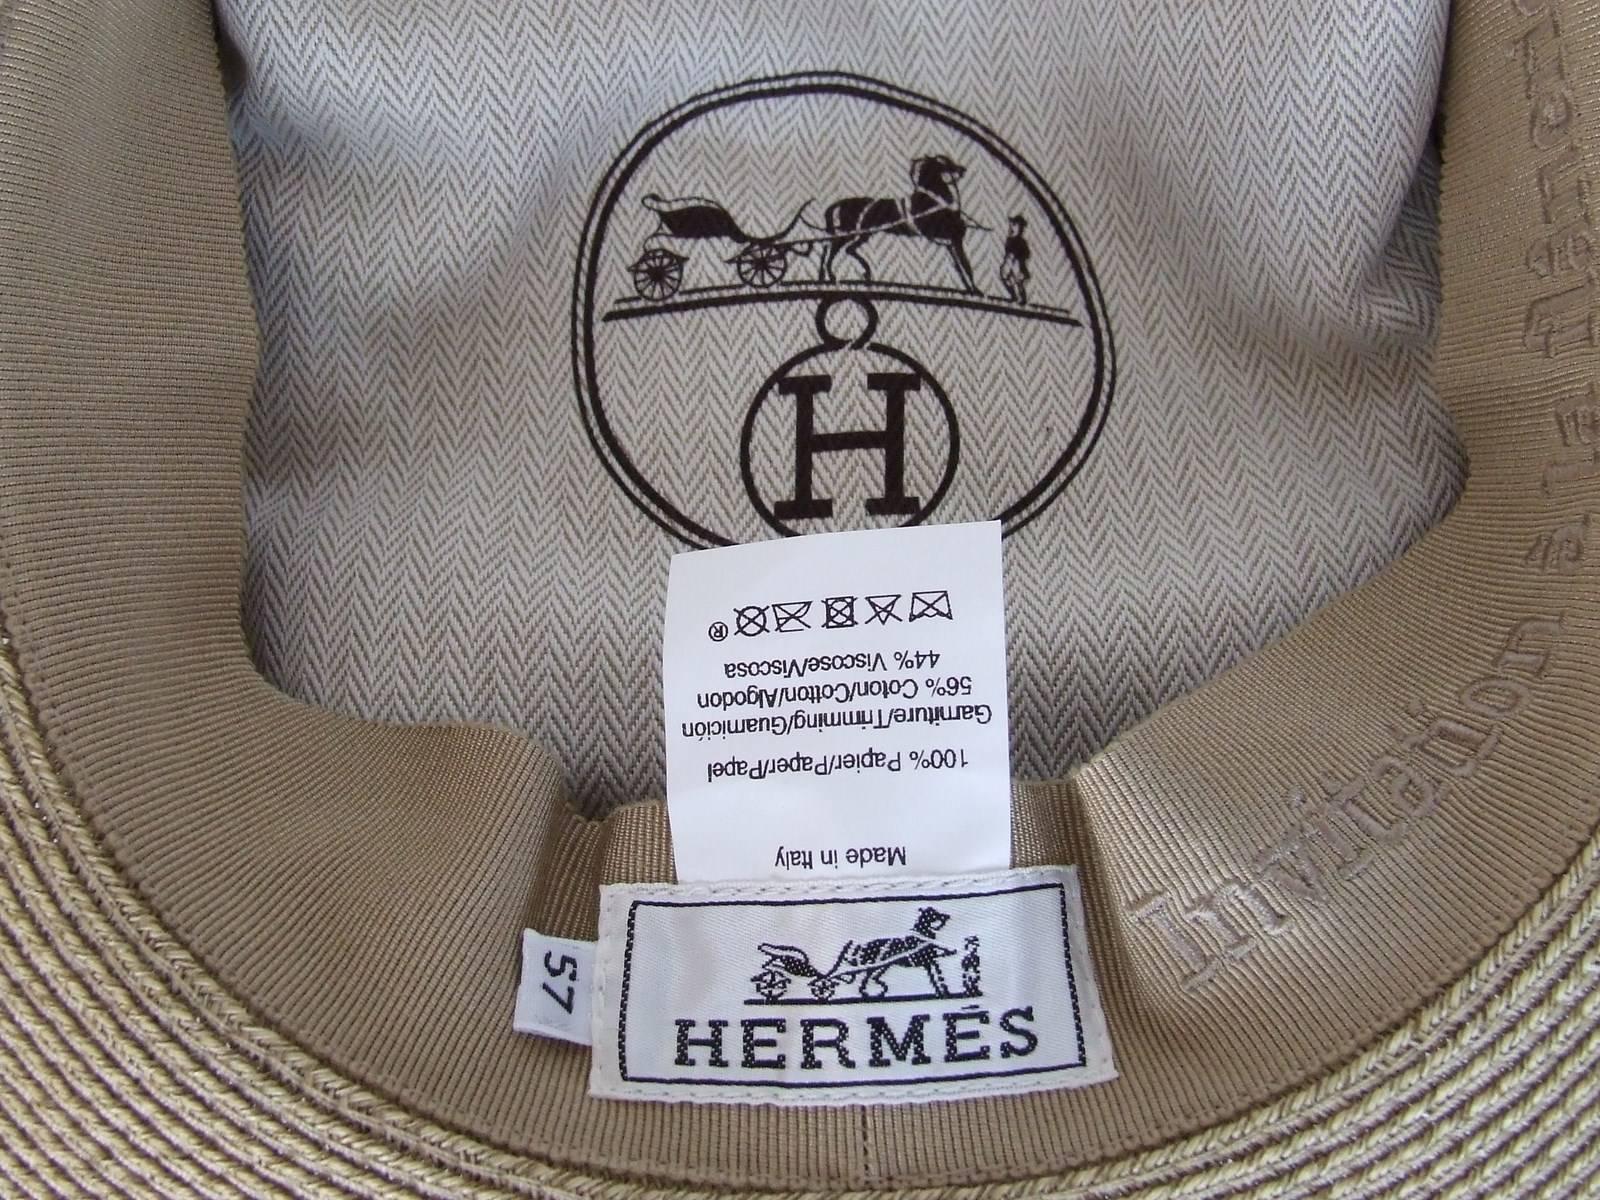 H
Made in Italy
100% Papier/Paper/Papel
Garniture/Trimming/Guarnición
56% Coton/Cotton/Algodon
44% Viscose/Viscosa
®
57
HERMÈS
Invitation à la